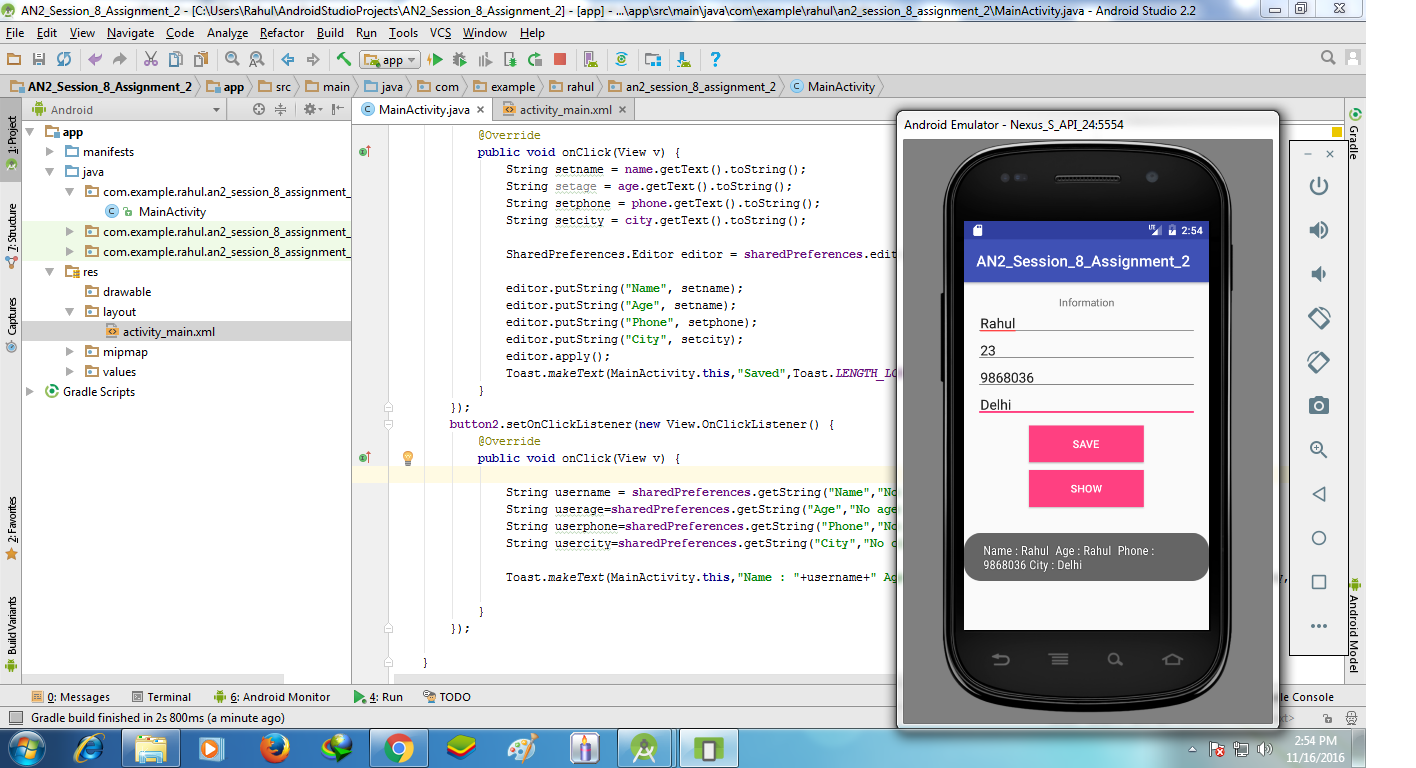 AN2_Session_8_Assignment_2 - [C:\Users\Rahul\AndroidStudioProjects\AN2_Session_8_Assignment_2] - [app] - ...\app\src\main\java\com\example\rahul\an2_session_8_assignment_2\MainActivity.java - Android Studio 2.2
File Edit View Navigate Code Analyze Refactor Build Run Tools VCS Window Help
app
AN2_Session_8_Assignment_2 app src main java com example rahul an2_session_8_assignment_2 MainActivity
Android
MainActivity.java activity_main.xml
1: Project
7: Structure
Captures
2: Favorites
Build Variants
app
manifests
java
com.example.rahul.an2_session_8_assignment_
MainActivity
com.example.rahul.an2_session_8_assignment_
com.example.rahul.an2_session_8_assignment_
res
drawable
layout
activity_main.xml
mipmap
values
Gradle Scripts
@Override
public void onClick(View v) {
String setname = name.getText().toString();
String setage = age.getText().toString();
String setphone = phone.getText().toString();
String setcity = city.getText().toString();
SharedPreferences.Editor editor = sharedPreferences.edit
editor.putString("Name", setname);
editor.putString("Age", setname);
editor.putString("Phone", setphone);
editor.putString("City", setcity);
editor.apply();
Toast.makeText(MainActivity.this,"Saved",Toast.LENGTH_LO
}
});
button2.setOnClickListener(new View.OnClickListener() {
@Override
public void onClick(View v) {
String username = sharedPreferences.getString("Name","No
String userage=sharedPreferences.getString("Age","No age
String userphone=sharedPreferences.getString("Phone","No
String usercity=sharedPreferences.getString("City","No c
Toast.makeText(MainActivity.this,"Name : "+username+" Ag
}
});
}
Android Emulator - Nexus_S_API_24:5554
LTE 2:54
AN2_Session_8_Assignment_2
Information
Rahul
23
9868036
Delhi
SAVE
SHOW
Name : Rahul Age : Rahul Phone :
9868036 City : Delhi
Gradle
Android Model
0: Messages Terminal 6: Android Monitor 4: Run TODO
le Console
Gradle build finished in 2s 800ms (a minute ago)
2:54 PM
11/16/2016